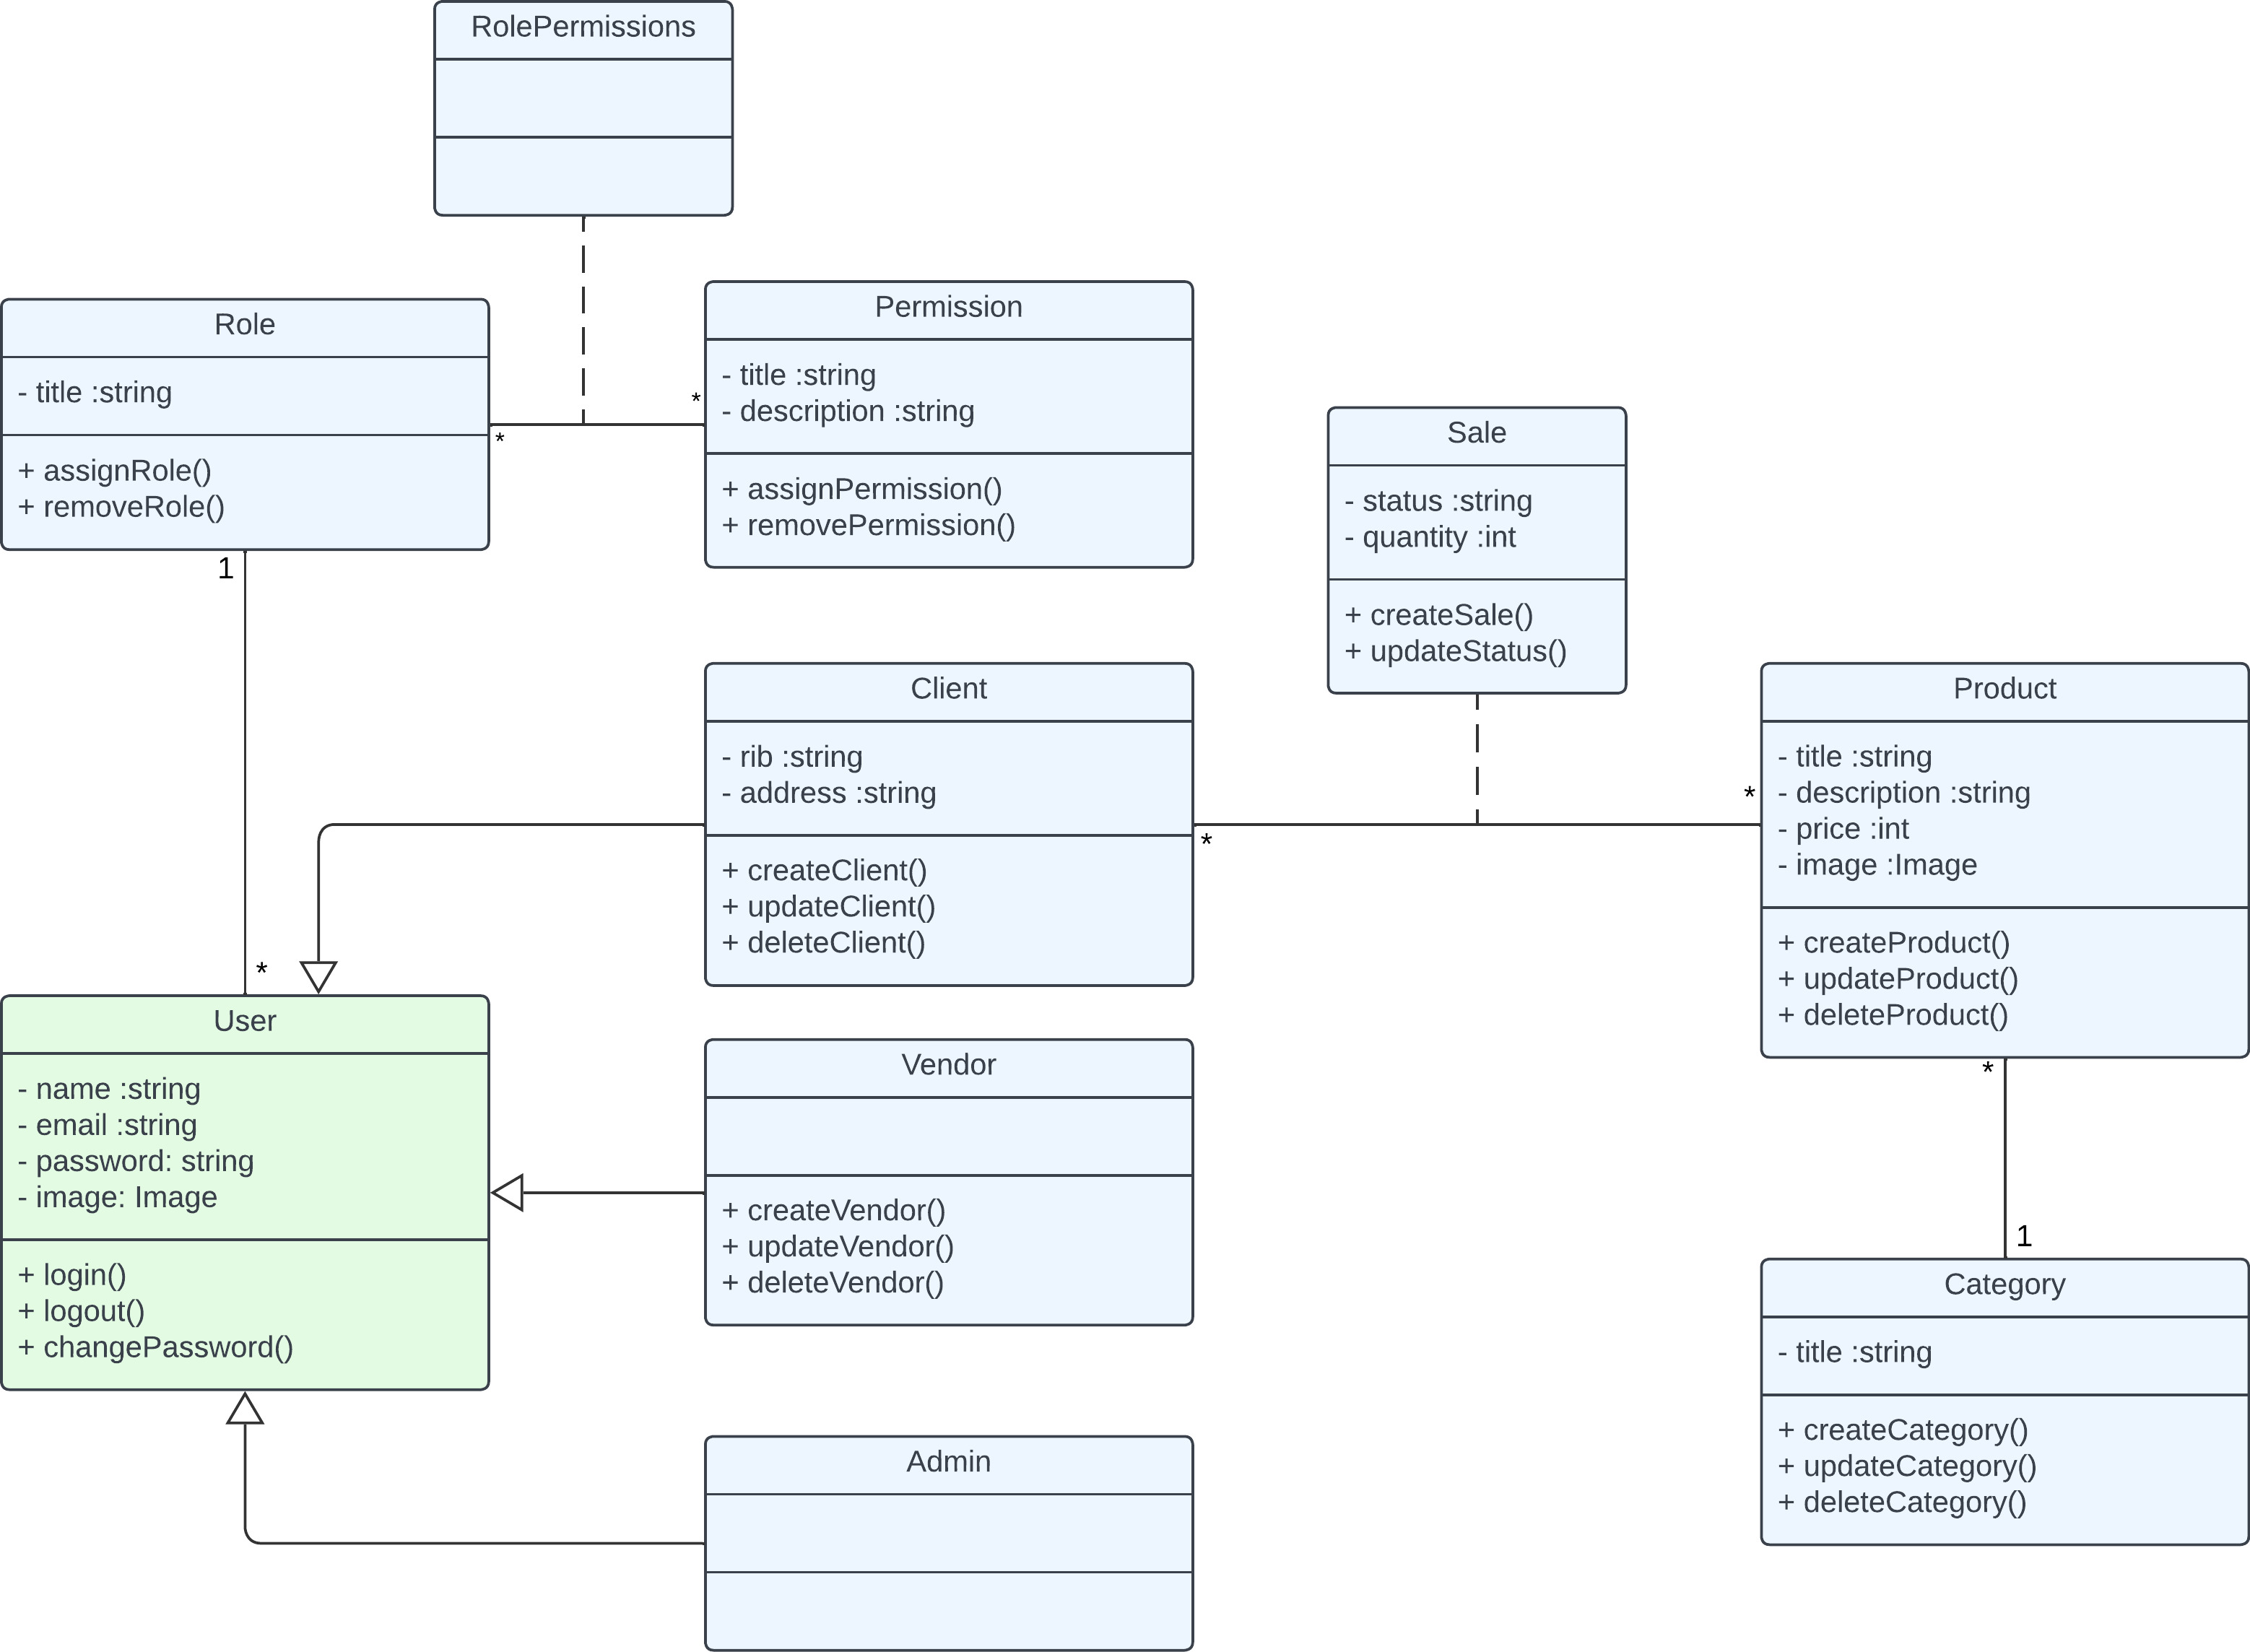 RolePermissions
Role
- title :string
+ assignRole()
+ removeRole()
*
*
1
*
Permission
- title :string
- description :string
+ assignPermission()
+ removePermission()
Sale
- status :string
- quantity :int
+ createSale()
+ updateStatus()
Client
- rib :string
- address :string
+ createClient()
+ updateClient()
+ deleteClient()
*
*
Product
- title :string
- description :string
- price :int
- image :Image
+ createProduct()
+ updateProduct()
+ deleteProduct()
*
1
User
- name :string
- email :string
- password: string
- image: Image
+ login()
+ logout()
+ changePassword()
Vendor
+ createVendor()
+ updateVendor()
+ deleteVendor()
Category
- title :string
+ createCategory()
+ updateCategory()
+ deleteCategory()
Admin